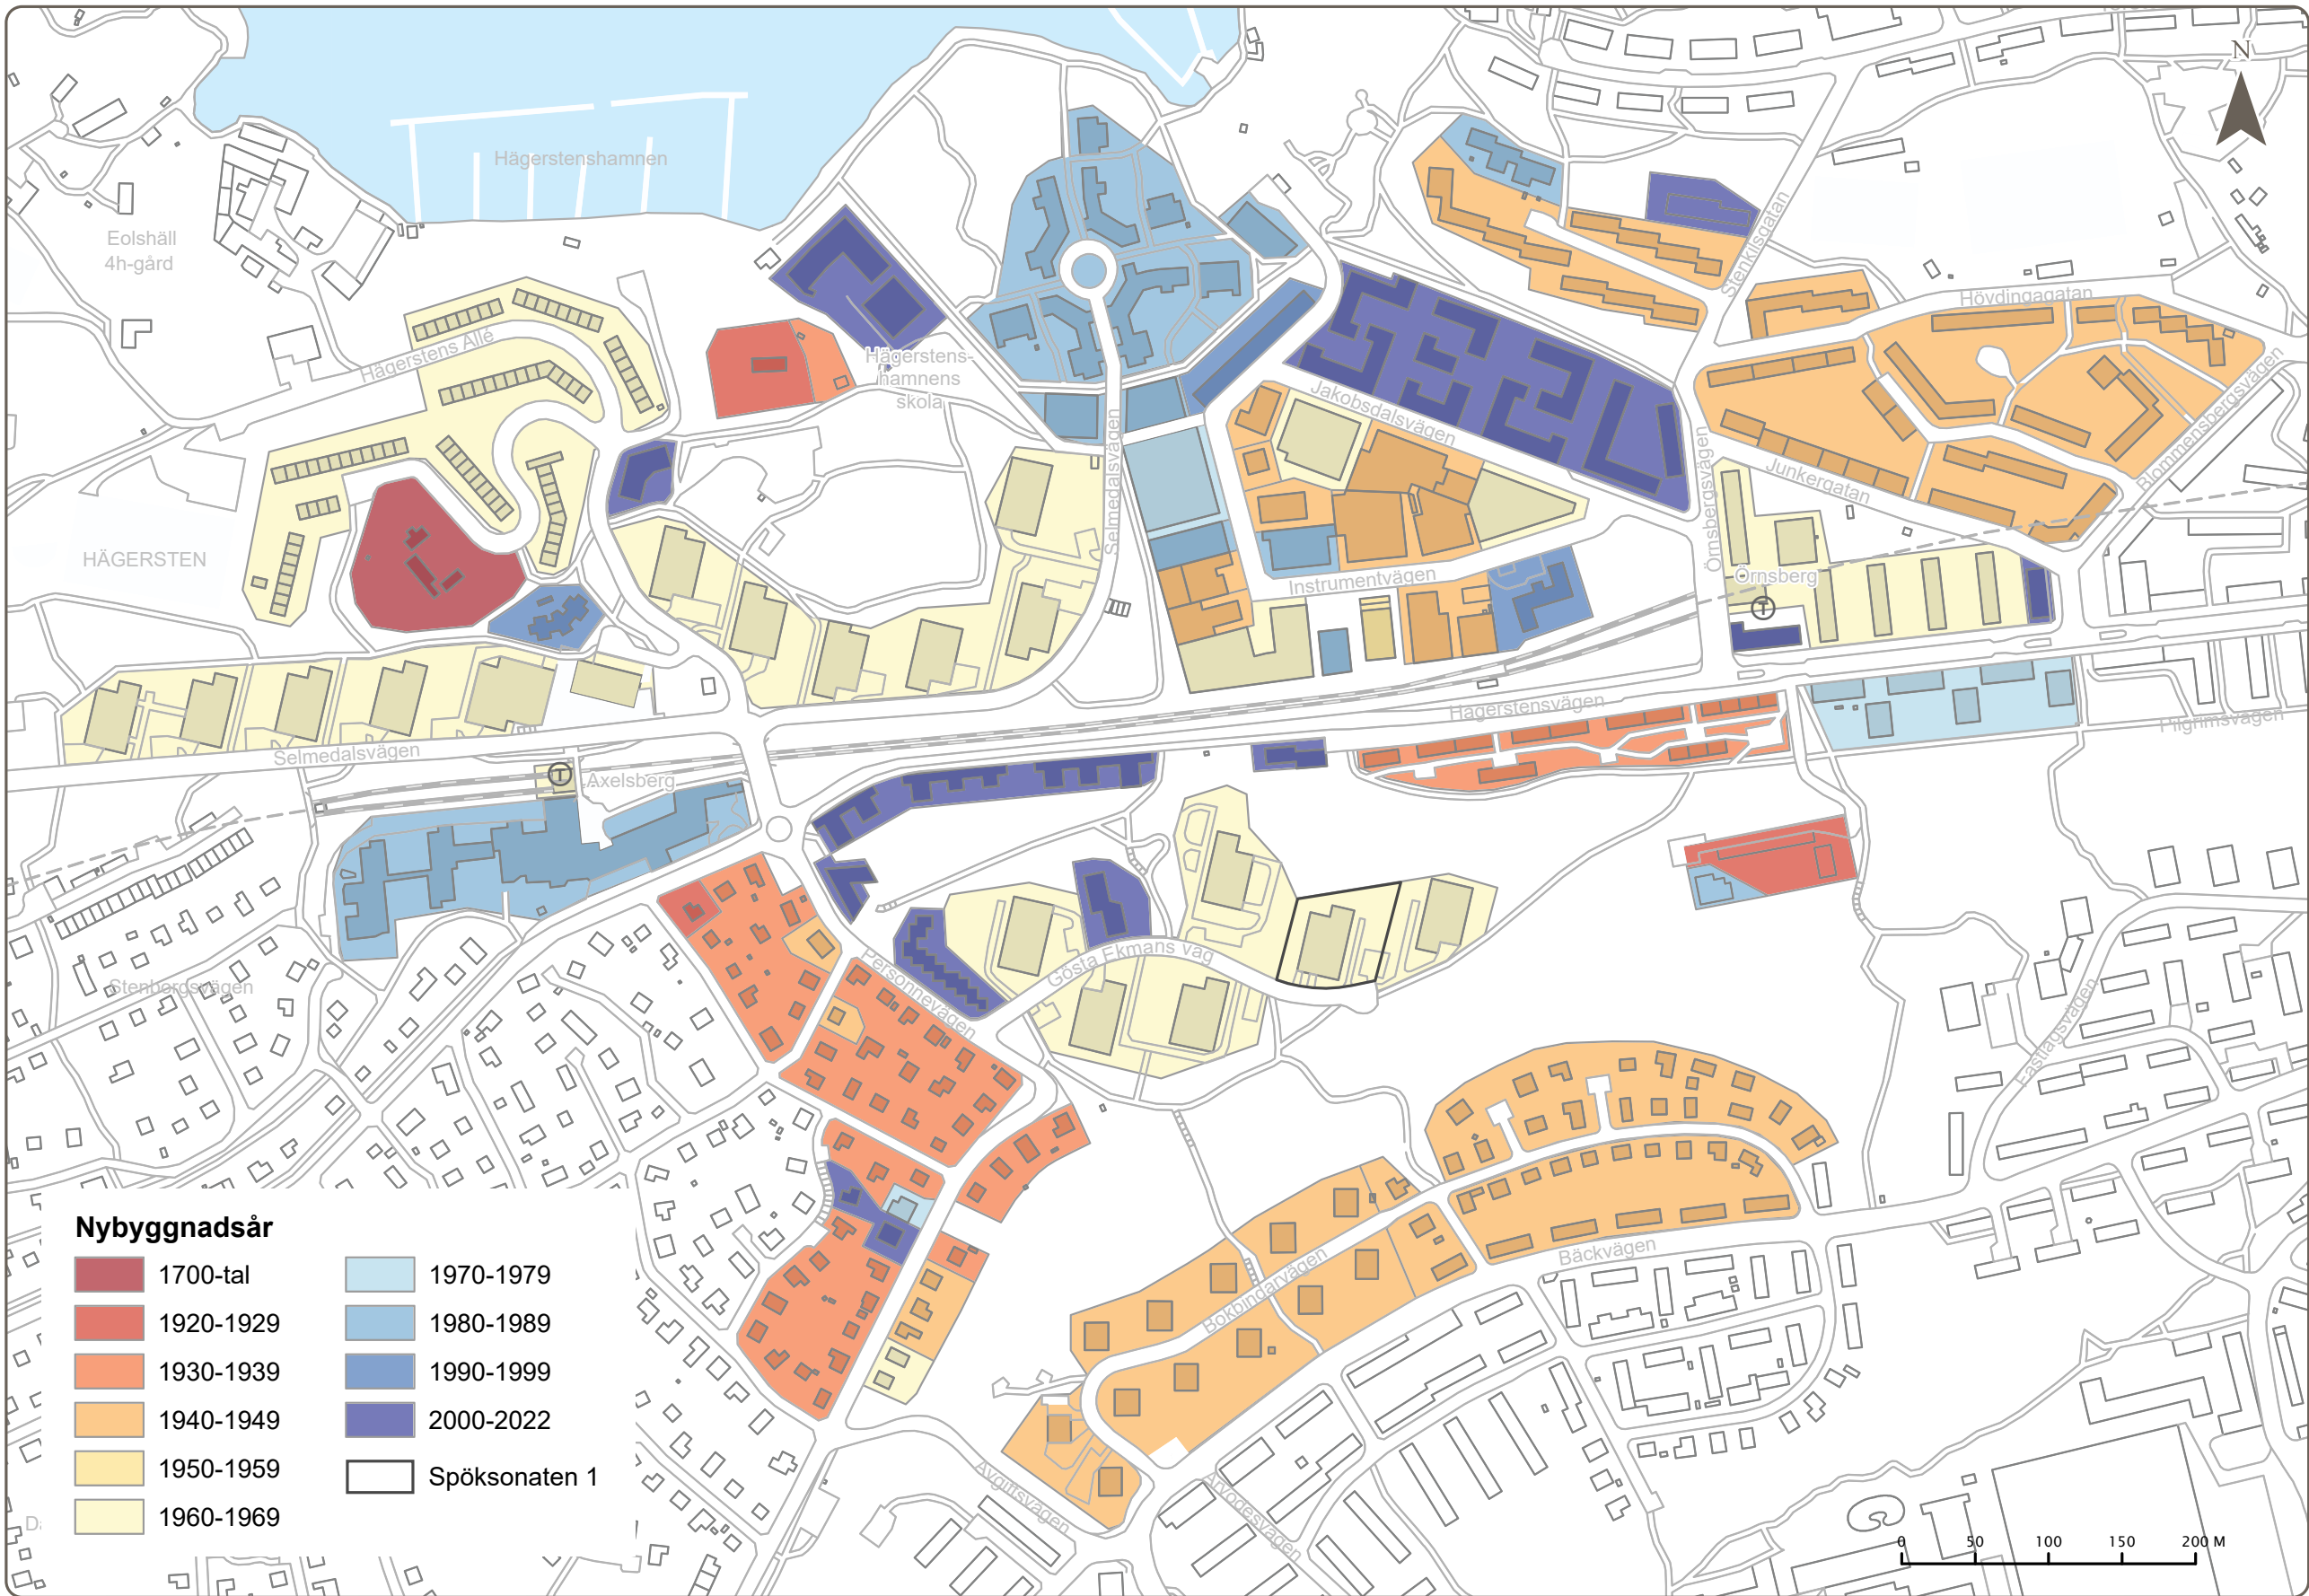 N
Hägerstenshamnen
Eolshäll
4h-gård
Stenkilsgatan
Hövdingagatan
Hägerstens Allé
Hägerstens-
hamnens
skola
Jakobsdalsvägen
Blommensbergsvägen
Selmedalsvägen
Örnsbergsvägen
Junkergatan
HÄGERSTEN
Instrumentvägen
Örnsberg
T
Hägerstensvägen
Pilgrimsvägen
Selmedalsvägen
T
Axelsberg
Stenborgsvägen
Personnevägen
Gösta Ekmans väg
Fastlagsvägen
Bäckvägen
Bokbindarvägen
Avgiftsvägen
Arvodesvägen
Nybyggnadsår
1700-tal
1920-1929
1930-1939
1940-1949
1950-1959
1960-1969
1970-1979
1980-1989
1990-1999
2000-2022
Spöksonaten 1
0 50 100 150 200 M